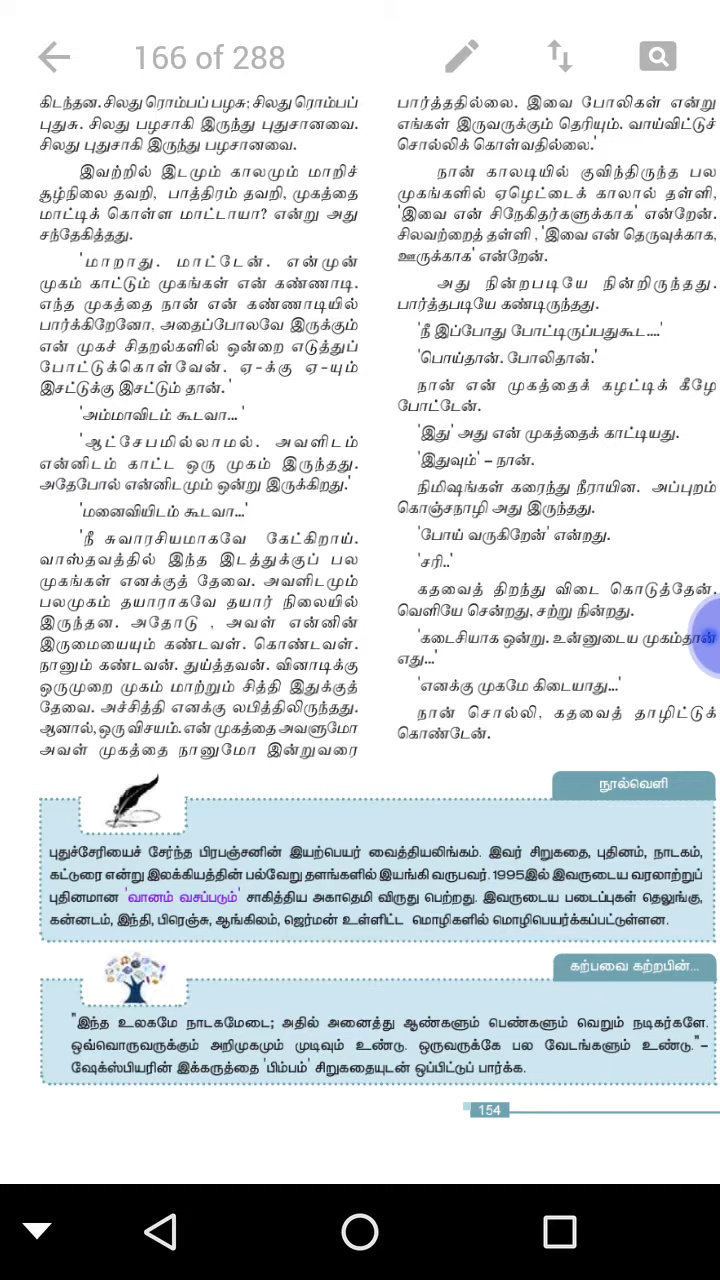 166 of 288
கிடந்தன. சிலது ரொம்பப் பழசு; சிலது ரொம்பப்
புதுசு. சிலது பழசாகி இருந்து புதுசானவை.
சிலது புதுசாகி இருந்து பழசானவை.
இவற்றில் இடமும் காலமும் மாறிச்
சூழ்நிலை தவறி, பாத்திரம் தவறி, முகத்தை
மாட்டிக் கொள்ள மாட்டாயா? என்று அது
சந்தேகித்தது.
'மாறாது. மாட்டேன். என்முன்
முகம் காட்டும் முகங்கள் என் கண்ணாடி.
எந்த முகத்தை நான் என் கண்ணாடியில்
பார்க்கிறேனோ, அதைப்போலவே இருக்கும்
என் முகச் சிதறல்களில் ஒன்றை எடுத்துப்
போட்டுக்கொள்வேன். ஏ-க்கு ஏ-யும்
இசட்டுக்கு இசட்டும் தான். '
'அம்மாவிடம் கூடவா... '
'ஆட்சேபமில்லாமல். அவளிடம்
என்னிடம் காட்ட ஒரு முகம் இருந்தது.
அதேபோல் என்னிடமும் ஒன்று இருக்கிறது.'
'மனைவியிடம் கூடவா...'
'நீ சுவாரசியமாகவே கேட்கிறாய்.
வாஸ்தவத்தில் இந்த இடத்துக்குப் பல
முகங்கள் எனக்குத் தேவை. அவளிடமும்
பலமுகம் தயாராகவே தயார் நிலையில்
இருந்தன. அதோடு , அவள் என்னின்
இருமையையும் கண்டவள். கொண்டவள்.
நானும் கண்டவன். துய்த்தவன். வினாடிக்கு
ஒருமுறை முகம் மாற்றும் சித்தி இதுக்குத்
தேவை. அச்சித்தி எனக்கு லபித்திலிருந்தது.
ஆனால், ஒரு விசயம். என் முகத்தை அவளுமோ
அவள் முகத்தை நானுமோ இன்றுவரை
பார்த்ததில்லை. இவை போலிகள் என்று
எங்கள் இருவருக்கும் தெரியும். வாய்விட்டுச்
சொல்லிக் கொள்வதில்லை.'
நான் காலடியில் குவிந்திருந்த பல
முகங்களில் ஏழெட்டைக் காலால் தள்ளி,
'இவை என் சிநேகிதர்களுக்காக' என்றேன்.
சிலவற்றைத் தள்ளி , 'இவை என் தெருவுக்காக,
ஊருக்காக' என்றேன்.
அது நின்றபடியே நின்றிருந்தது.
பார்த்தபடியே கண்டிருந்தது.
'நீ இப்போது போட்டிருப்பதுகூட....'
'பொய்தான். போலிதான்.'
நான் என் முகத்தைக் கழட்டிக் கீழே
போட்டேன்.
'இது' அது என் முகத்தைக் காட்டியது.
'இதுவும்' – நான்.
நிமிஷங்கள் கரைந்து நீராயின. அப்புறம்
கொஞ்சநாழி அது இருந்தது.
'போய் வருகிறேன்' என்றது.
'சரி..'
கதவைத் திறந்து விடை கொடுத்தேன்.
வெளியே சென்றது, சற்று நின்றது.
'கடைசியாக ஒன்று. உன்னுடைய முகம்தான்
எது...'
'எனக்கு முகமே கிடையாது...'
நான் சொல்லி, கதவைத் தாழிட்டுக்
கொண்டேன்.
நூல்வெளி
புதுச்சேரியைச் சேர்ந்த பிரபஞ்சனின் இயற்பெயர் வைத்தியலிங்கம். இவர் சிறுகதை, புதினம், நாடகம்,
கட்டுரை என்று இலக்கியத்தின் பல்வேறு தளங்களில் இயங்கி வருபவர். 1995இல் இவருடைய வரலாற்றுப்
புதினமான 'வானம் வசப்படும்' சாகித்திய அகாதெமி விருது பெற்றது. இவருடைய படைப்புகள் தெலுங்கு,
கன்னடம், இந்தி, பிரெஞ்சு, ஆங்கிலம், ஜெர்மன் உள்ளிட்ட மொழிகளில் மொழிபெயர்க்கப்பட்டுள்ளன.
கற்பவை கற்றபின்...
"இந்த உலகமே நாடகமேடை; அதில் அனைத்து ஆண்களும் பெண்களும் வெறும் நடிகர்களே.
ஒவ்வொருவருக்கும் அறிமுகமும் முடிவும் உண்டு. ஒருவருக்கே பல வேடங்களும் உண்டு."–
ஷேக்ஸ்பியரின் இக்கருத்தை 'பிம்பம்' சிறுகதையுடன் ஒப்பிட்டுப் பார்க்க.
154